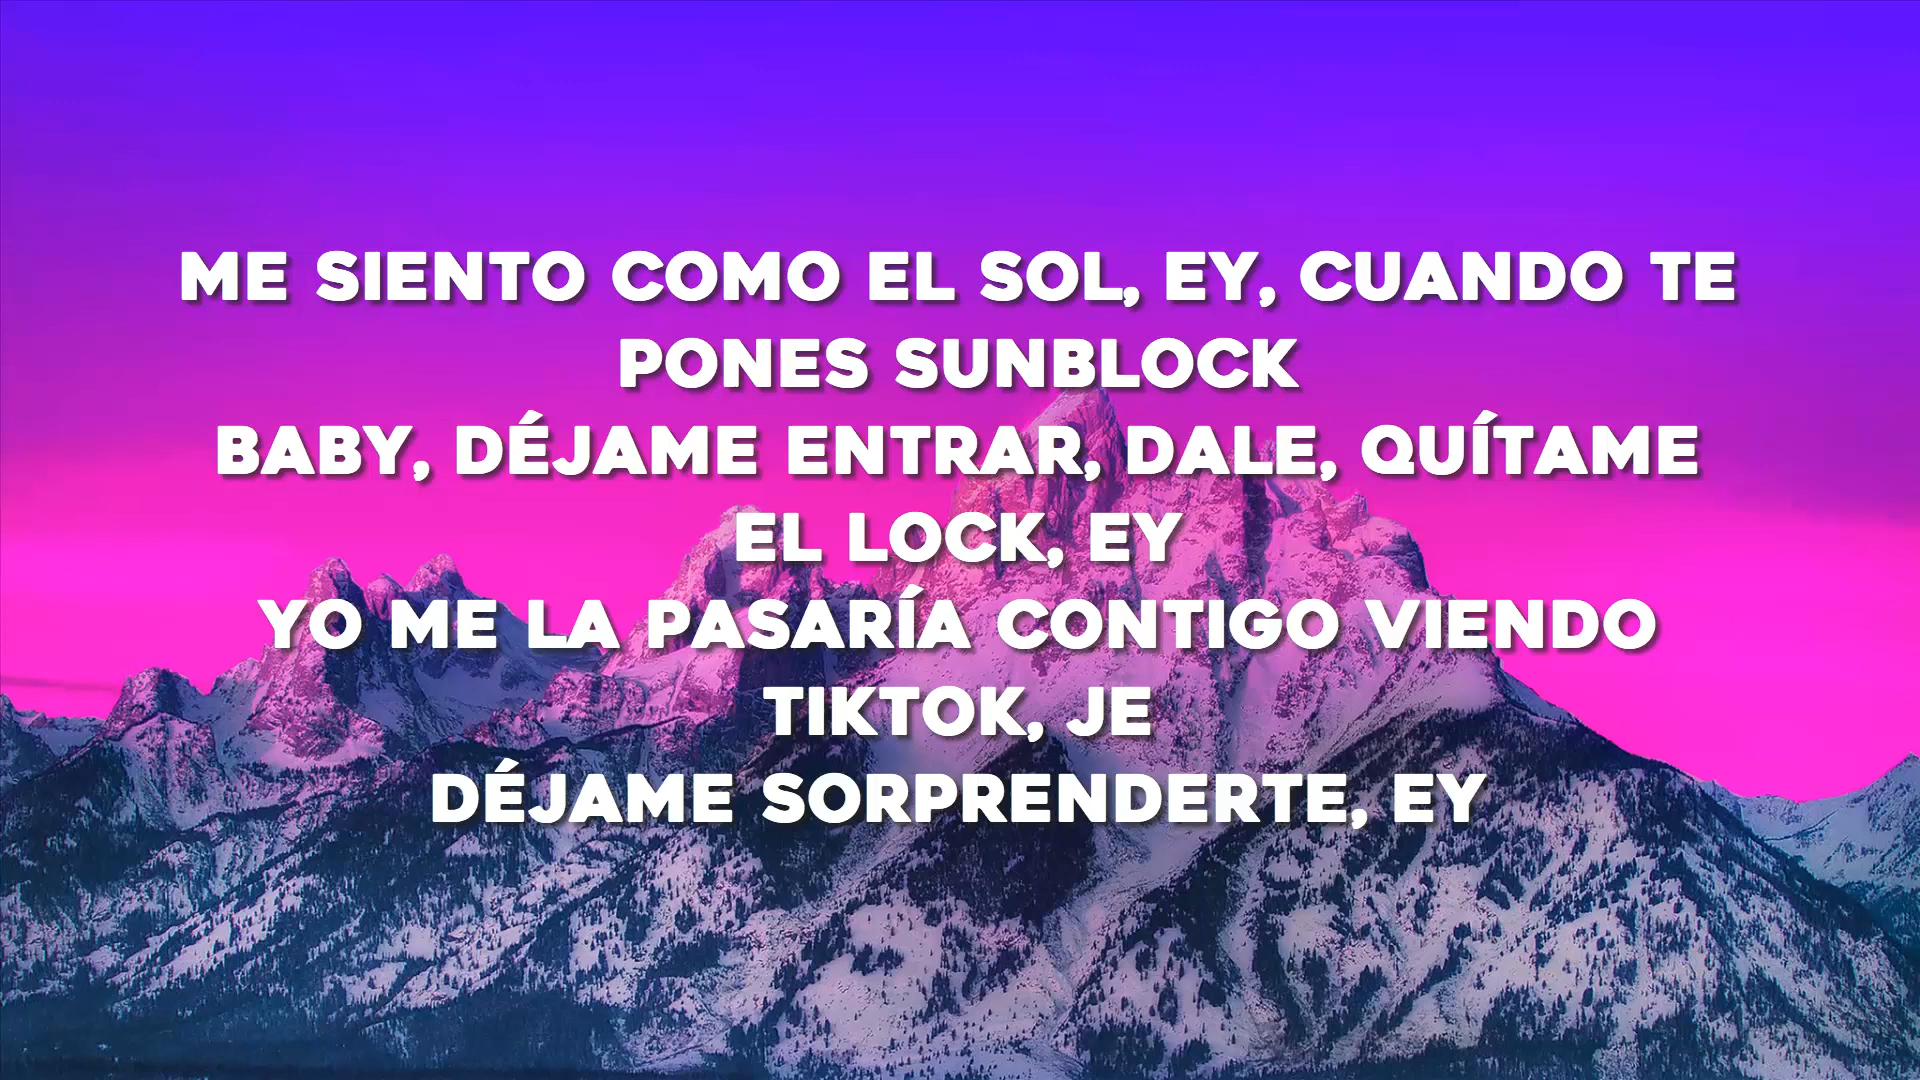 ME SIENTO COMO EL SOL, EY, CUANDO TE
PONES SUNBLOCK
BABY, DÉJAME ENTRAR, DALE, QUÍTAME
EL LOCK, EY
YO ME LA PASARÍA CONTIGO VIENDO
TIKTOK, JE
DÉJAME SORPRENDERTE, EY